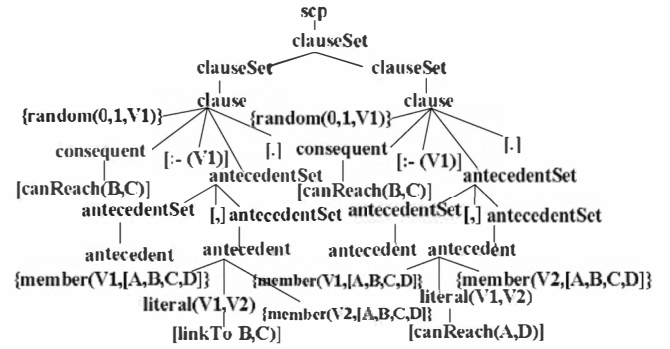 scp
clauseSet
clauseSet clauseSet
clause clause
{random(0,1,V1)} {random(0,1,V1)}
consequent [:- (V1)] [.] consequent [:- (V1)] [.]
antecedentSet antecedentSet
[canReach(B,C)] [canReach(B,C)]
antecedentSet [,] antecedentSet antecedentSet [,] antecedentSet
antecedent antecedent antecedent antecedent
{member(V1,[A,B,C,D]} {member(V1,[A,B,C,D]} {member(V2,[A,B,C,D]}
literal(V1,V2) {member(V2,[A,B,C,D]} literal(V1,V2)
[linkTo B,C)] [canReach(A,D)]